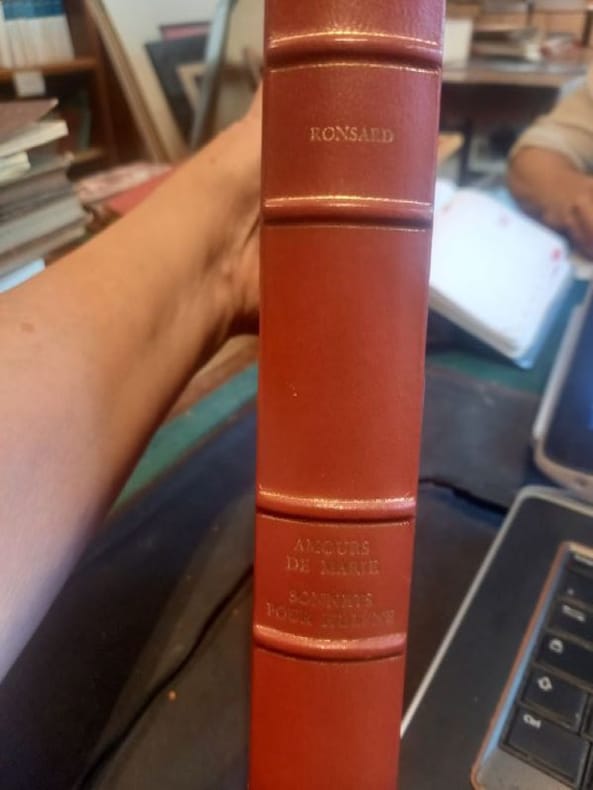 RONSARD
AMOURS
DE MARIE
SONNETS
POUR HELENE